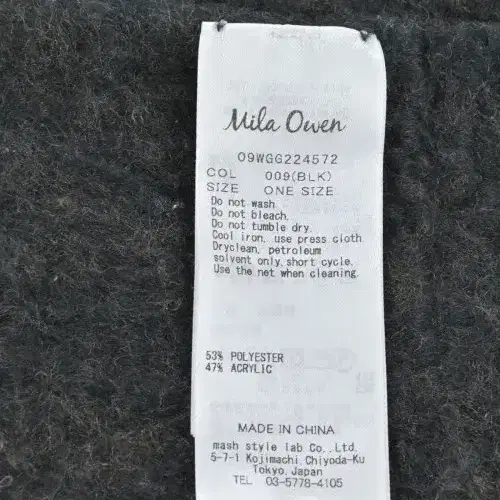 Mila Owen
09WGG224572
COL 009(BLK)
SIZE ONE SIZE
Do not wash
Do not bleach.
Do not tumble dry.
Cool iron, use press cloth
Dryclean, petroleum
solvent only, short cycle.
Use the net when cleaning.
53% POLYESTER
47% ACRYLIC
MADE IN CHINA
mash style lab Co., Ltd.
5-7-1 Kojimachi Chiyoda-Ku
Tokyo, Japan
TEL 03-5778-4105